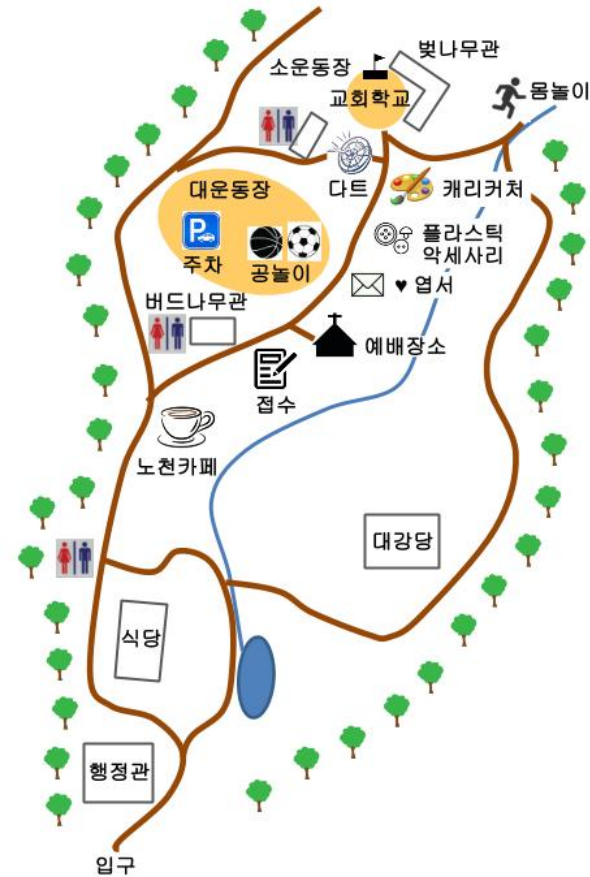 벚나무관
소운동장
교회학교
몸놀이
대운동장
다트
캐리커처
P
주차
공놀이
플라스틱
악세사리
버드나무관
♥ 엽서
예배장소
접수
노천카페
대강당
식당
행정관
입구